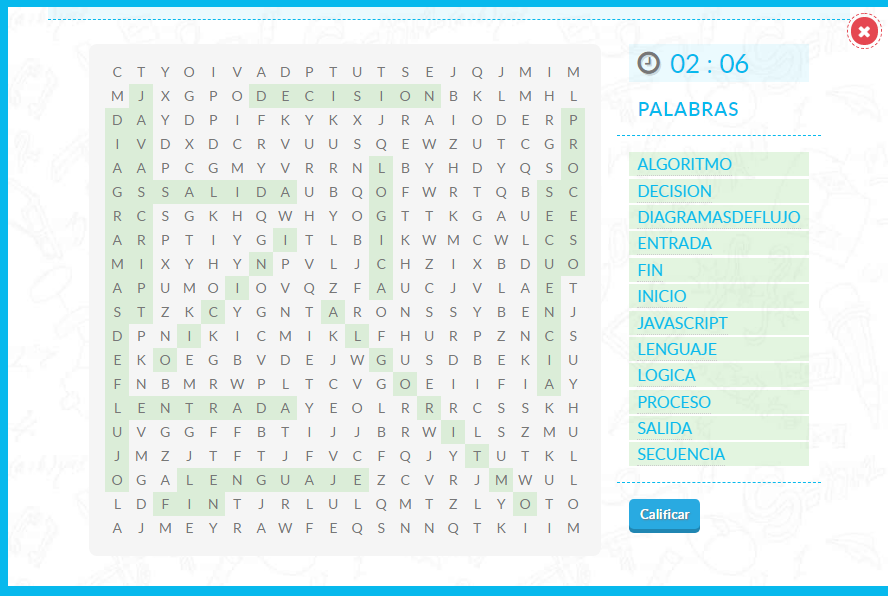 02 : 06
C T Y O I V A D P T U T S E J Q J M I M
M J X G P O D E C I S I O N B K L M H L
PALABRAS
D A Y D P I F K Y K X J R A I O D E R P
I V D X D C R V U U S Q E W Z U T C G R
A A P C G M Y V R R N L B Y H D Y Q S O
ALGORITMO
G S S A L I D A U B Q O F W R T Q B S C
DECISION
R C S G K H Q W H Y O G T T K G A U E E
DIAGRAMASDEFLUJO
A R P T I Y G I T L B I K W M C W L C S
ENTRADA
M I X Y H Y N P V L J C H Z I X B D U O
FIN
A P U M O I O V Q Z F A U C J V L A E T
INICIO
S T Z K C Y G N T A R O N S S Y B E N J
JAVASCRIPT
D P N I K I C M I K L F H U R P Z N C S
LENGUAJE
E K O E G B V D E J W G U S D B E K I U
LOGICA
F N B M R W P L T C V G O E I I F I A Y
PROCESO
L E N T R A D A Y E O L R R R C S S K H
SALIDA
U V G G F F B T I J J B R W I L S Z M U
SECUENCIA
J M Z J T F T J F V C F Q J Y T U T K L
O G A L E N G U A J E Z C V R J M W U L
L D F I N T J R L U L Q M T Z L Y O T O
Calificar
A J M E Y R A W F E Q S N N Q T K I I M